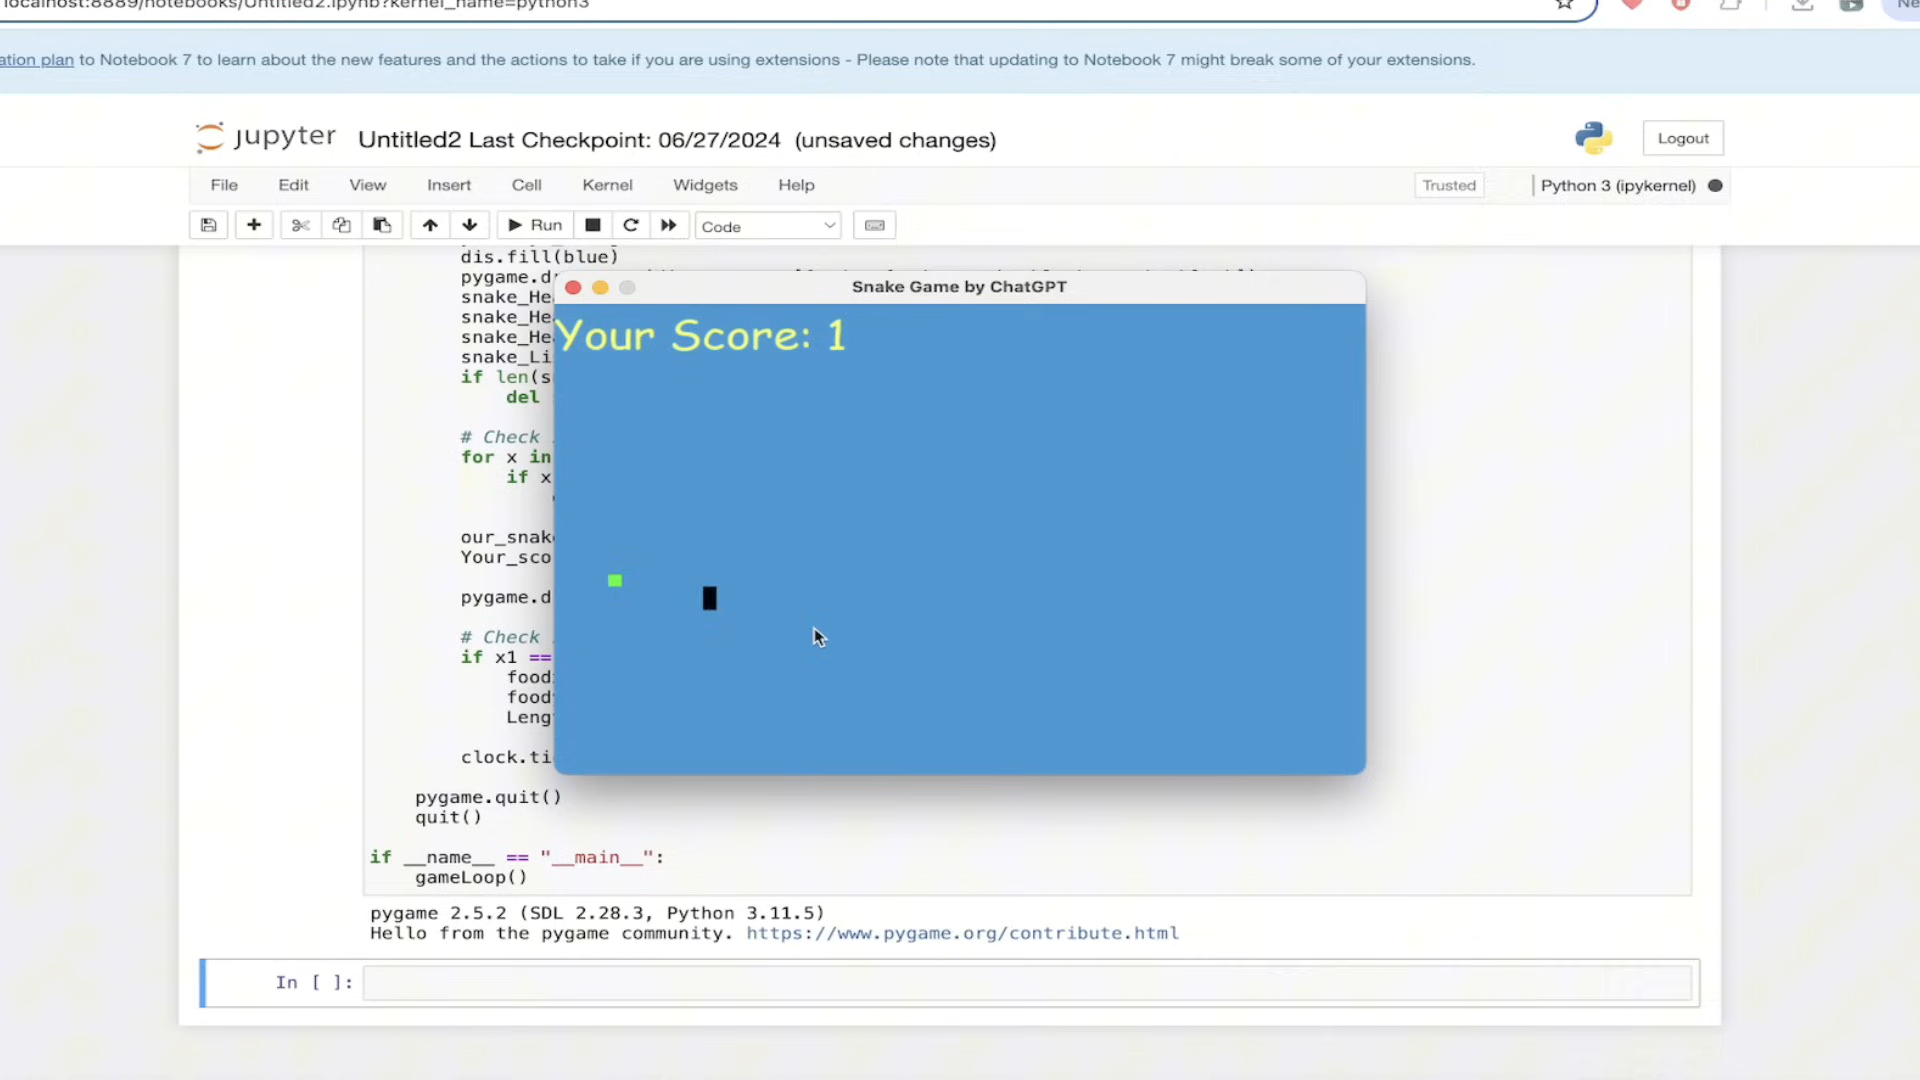 localhost:8889/notebooks/Untitled2.ipynb?kernel_name=python3
ation plan to Notebook 7 to learn about the new features and the actions to take if you are using extensions - Please note that updating to Notebook 7 might break some of your extensions.
jupyter Untitled2 Last Checkpoint: 06/27/2024 (unsaved changes)
Logout
File Edit View Insert Cell Kernel Widgets Help
Trusted
Python 3 (ipykernel)
Run
Code
dis.fill(blue)
pygame.d
snake_He
snake_He
snake_He
snake_Li
if len(s
del
# Check
for x in
if x
our_snak
Your_sco
pygame.d
# Check
if x1 ==
food
food
Leng
clock.ti
pygame.quit()
quit()
if __name__ == "__main__":
gameLoop()
Snake Game by ChatGPT
Your Score: 1
pygame 2.5.2 (SDL 2.28.3, Python 3.11.5)
Hello from the pygame community. https://www.pygame.org/contribute.html
In [ ]: